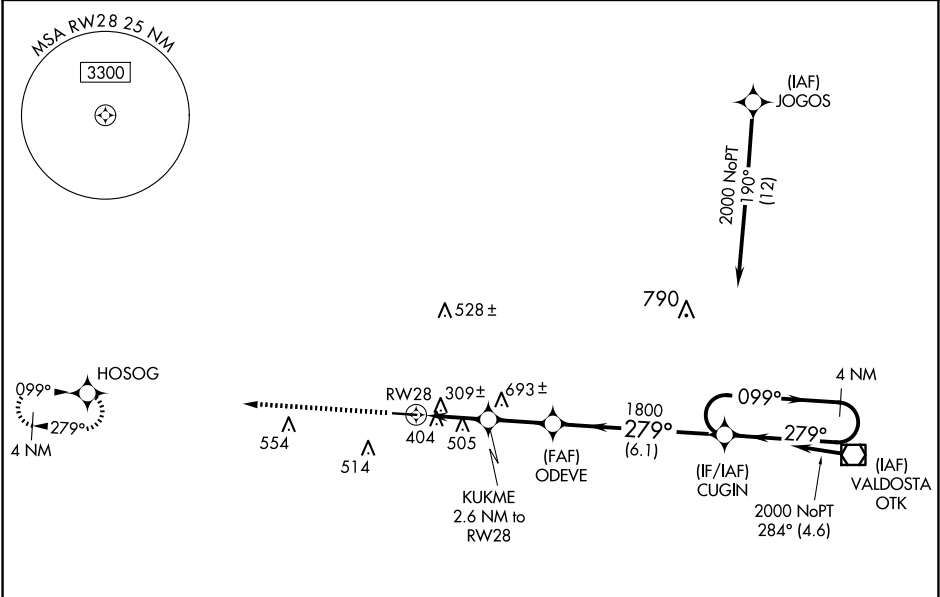 MSA RW28 25 NM
3300
(IAF)
JOGOS
2000 NoPT
190°
(12)
528 ±
790
HOSOG
099°
279°
4 NM
RW28
309 ±
693 ±
404
505
554
514
KUKME
2.6 NM to
RW28
(FAF)
ODEVE
1800
279°
(6.1)
(IF/IAF)
CUGIN
099°
4 NM
279°
2000 NoPT
284° (4.6)
(IAF)
VALDOSTA
OTK